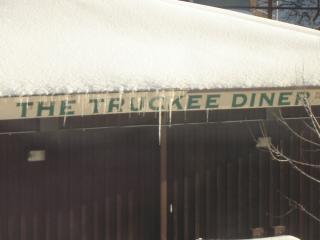 THE TRUCKEE DINER